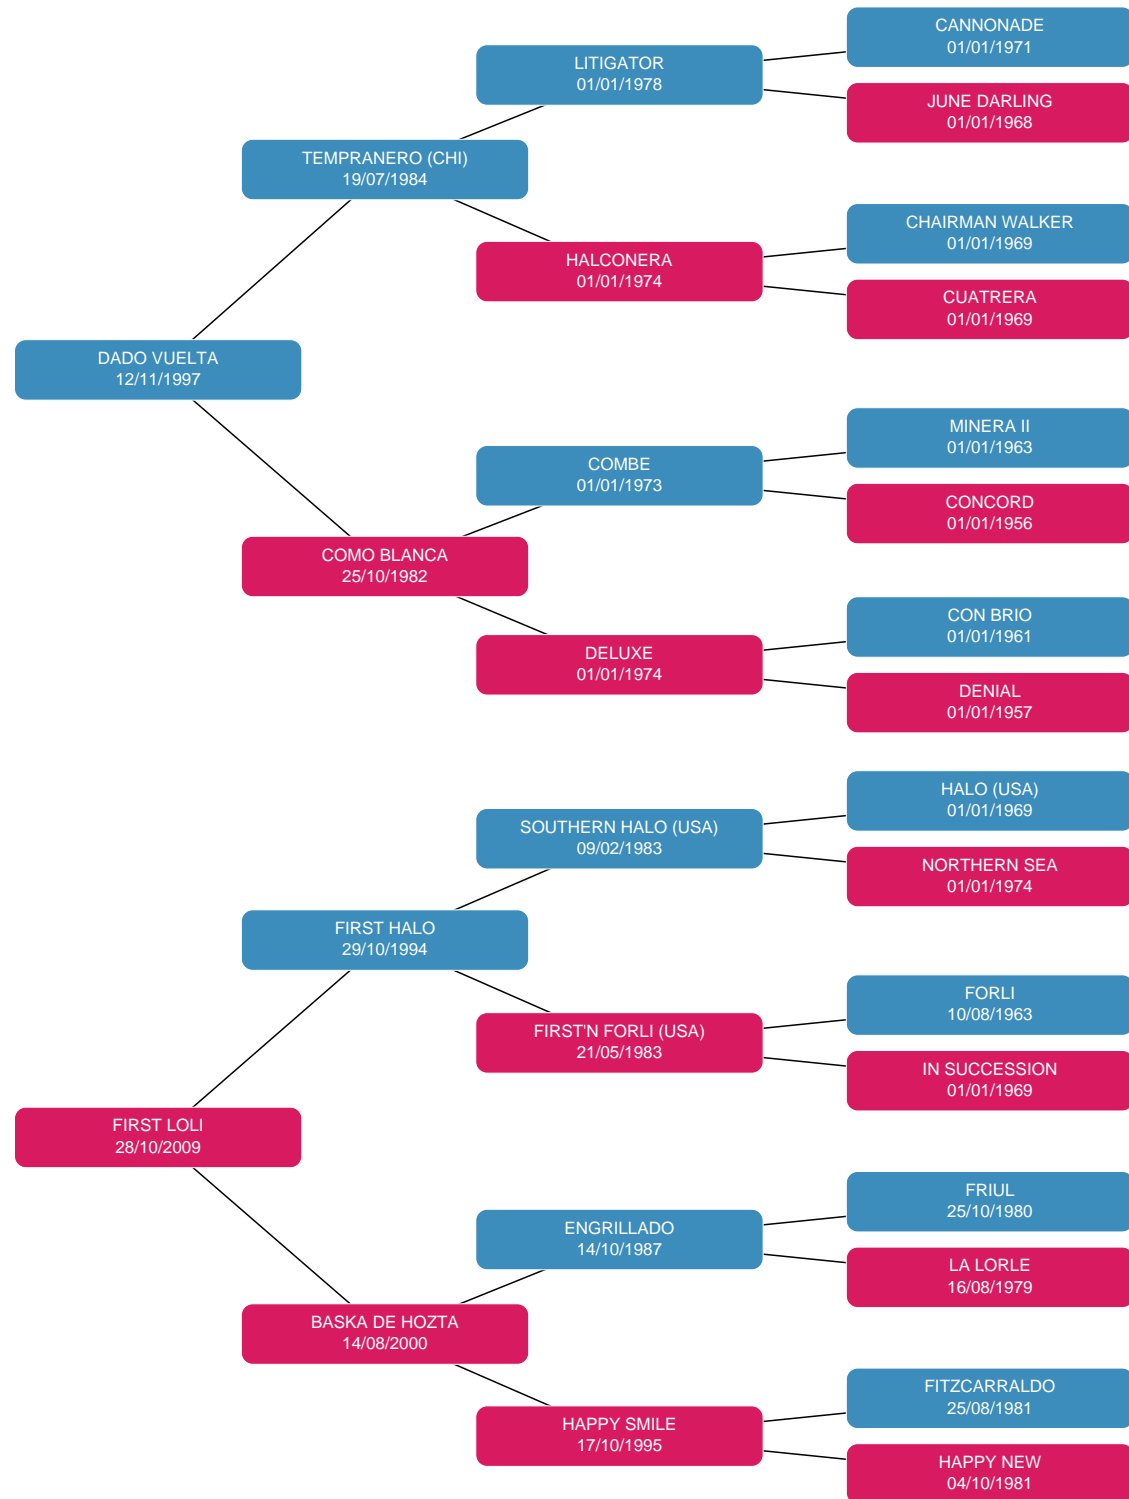 CANNONADE
01/01/1971
LITIGATOR
01/01/1978
JUNE DARLING
01/01/1968
TEMPRANERO (CHI)
19/07/1984
CHAIRMAN WALKER
01/01/1969
HALCONERA
01/01/1974
CUATRERA
01/01/1969
DADO VUELTA
12/11/1997
MINERA II
01/01/1963
COMBE
01/01/1973
CONCORD
01/01/1956
COMO BLANCA
25/10/1982
CON BRIO
01/01/1961
DELUXE
01/01/1974
DENIAL
01/01/1957
HALO (USA)
01/01/1969
SOUTHERN HALO (USA)
09/02/1983
NORTHERN SEA
01/01/1974
FIRST HALO
29/10/1994
FORLI
10/08/1963
FIRST'N FORLI (USA)
21/05/1983
IN SUCCESSION
01/01/1969
FIRST LOLI
28/10/2009
FRIUL
25/10/1980
ENGRILLADO
14/10/1987
LA LORLE
16/08/1979
BASKA DE HOZTA
14/08/2000
FITZCARRALDO
25/08/1981
HAPPY SMILE
17/10/1995
HAPPY NEW
04/10/1981